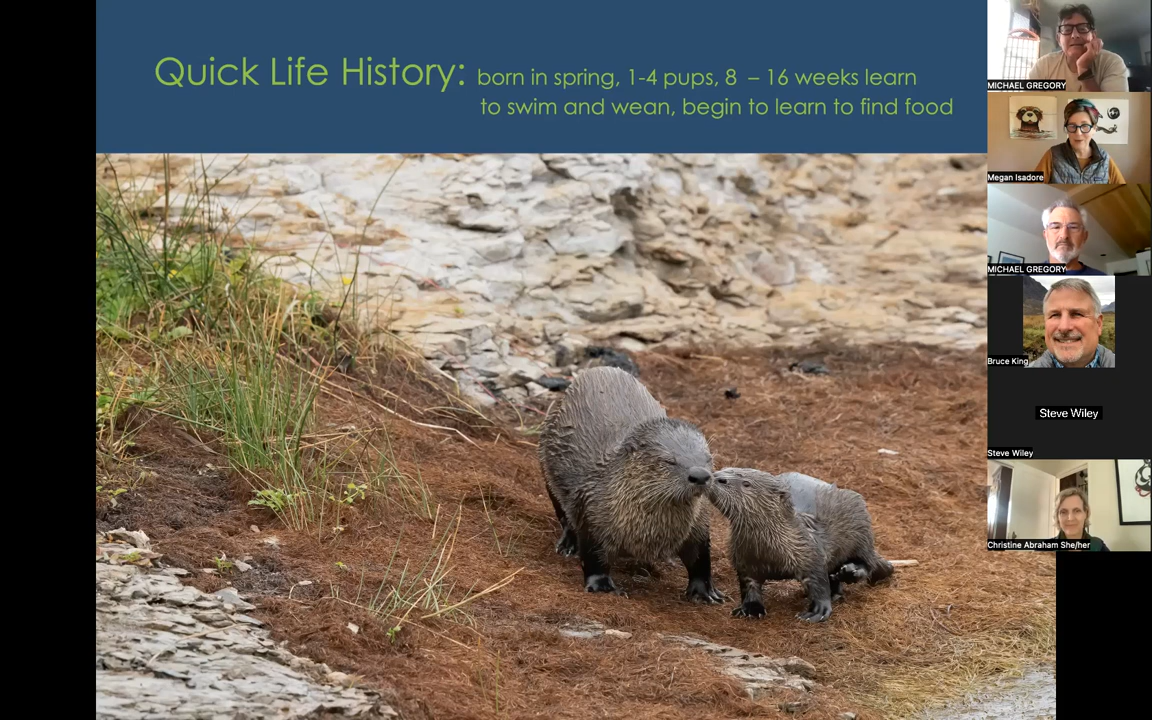 Quick Life History: born in spring, 1-4 pups, 8 – 16 weeks learn
to swim and wean, begin to learn to find food
MICHAEL GREGORY
Megan Isadore
MICHAEL GREGORY
Bruce King
Steve Wiley
Steve Wiley
Christine Abraham She/her